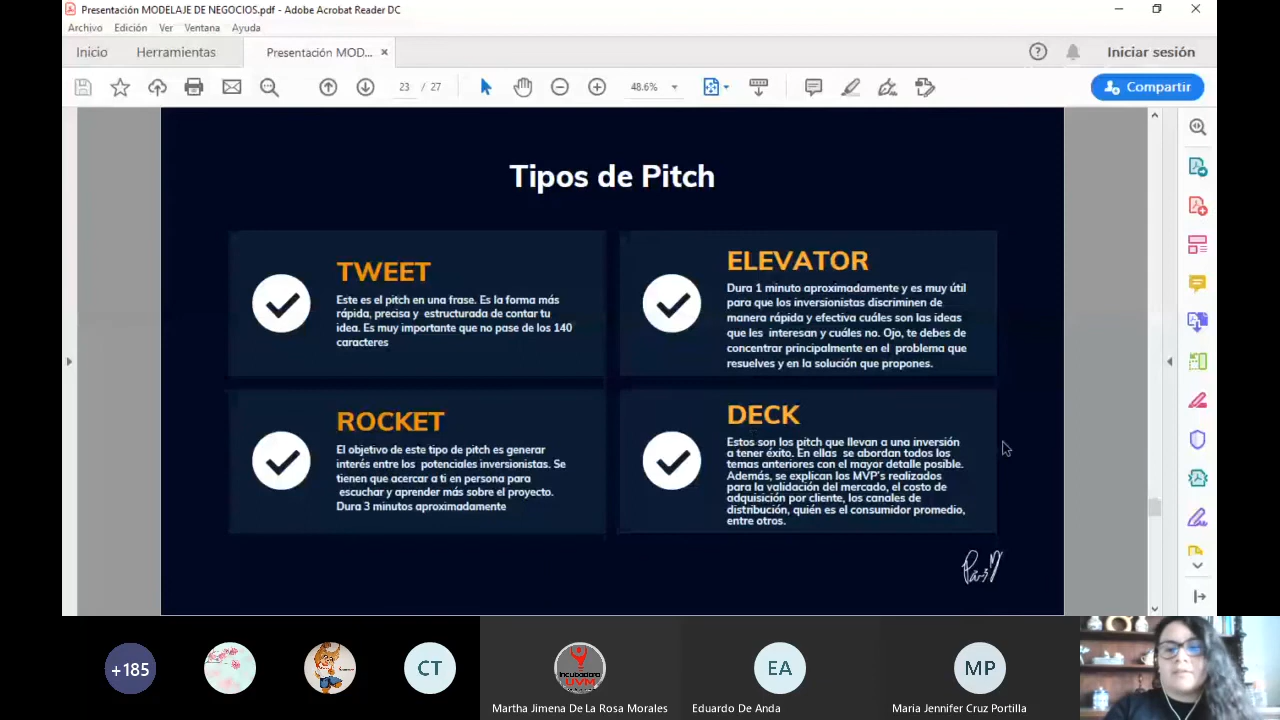 Presentación MODELAJE DE NEGOCIOS.pdf - Adobe Acrobat Reader DC
Archivo Edición Ver Ventana Ayuda
Inicio Herramientas Presentación MOD... Iniciar sesión
23 / 27 48.6% Compartir
Tipos de Pitch
TWEET
Este es el pitch en una frase. Es la forma más
rápida, precisa y estructurada de contar tu
idea. Es muy importante que no pase de los 140
caracteres
ELEVATOR
Dura 1 minuto aproximadamente y es muy útil
para que los inversionistas discriminen de
manera rápida y efectiva cuáles son las ideas
que les interesan y cuáles no. Ojo, te debes de
concentrar principalmente en el problema que
resuelves y en la solución que propones.
ROCKET
El objetivo de este tipo de pitch es generar
interés entre los potenciales inversionistas. Se
tienen que acercar a ti en persona para
escuchar y aprender más sobre el proyecto.
Dura 3 minutos aproximadamente
DECK
Estos son los pitch que llevan a una inversión
a tener éxito. En ellas se abordan todos los
temas anteriores con el mayor detalle posible.
Además, se explican los MVP's realizados
para la validación del mercado, el costo de
adquisición por cliente, los canales de
distribución, quién es el consumidor promedio,
entre otros.
+185 CT EA MP
Incubadora
UVM
Martha Jimena De La Rosa Morales Eduardo De Anda Maria Jennifer Cruz Portilla